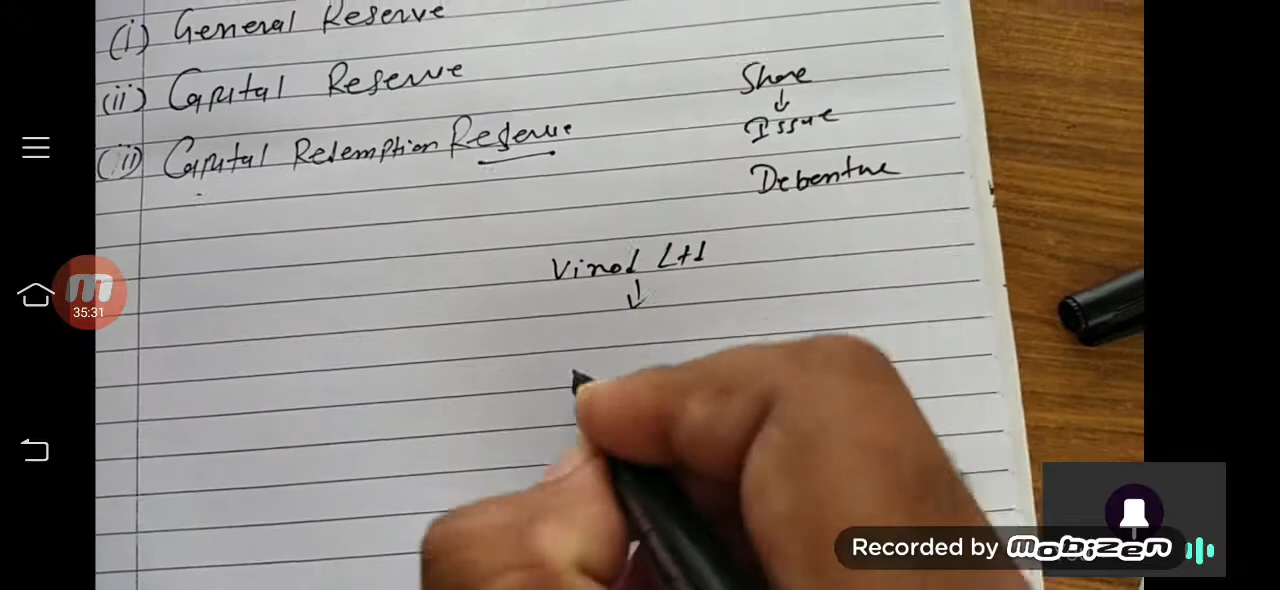 (i) General Reserve
(ii) Capital Reserve
(iii) Capital Redemption Reserve
Share
↓
Issue
Debenture
Vinod Ltd
↓
35:31
Recorded by mobizen